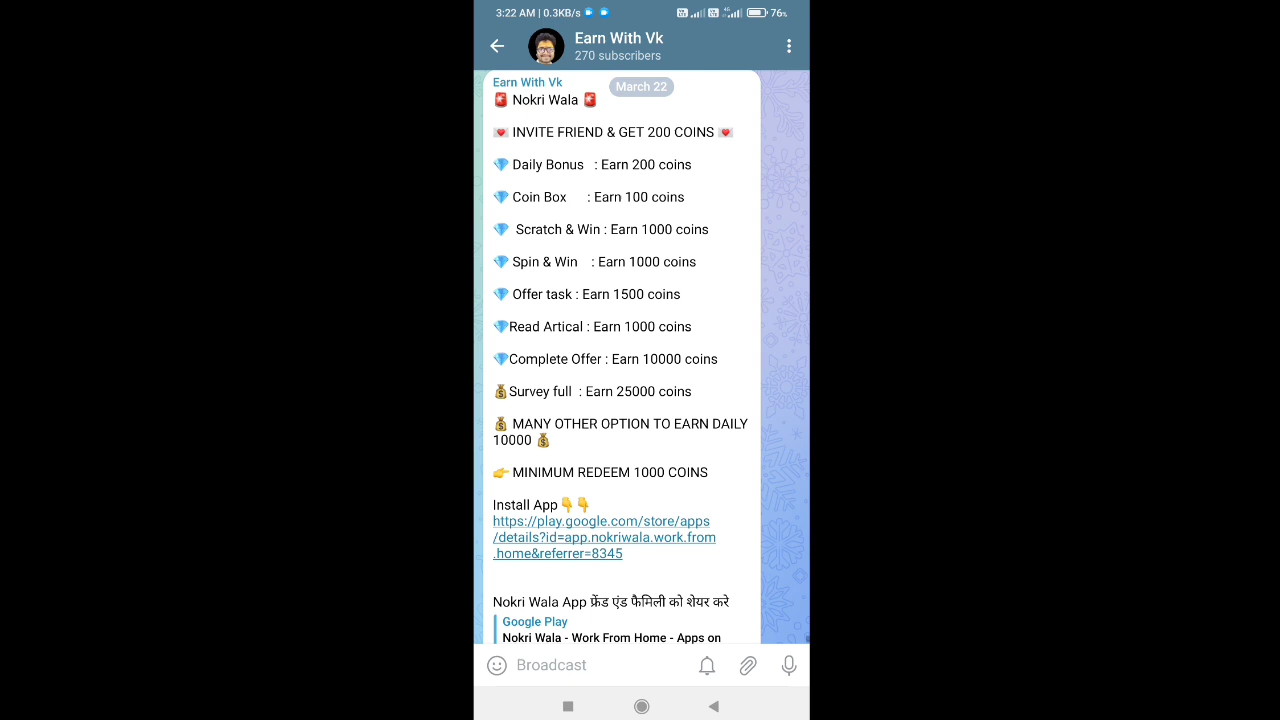 3:22 AM | 0.3KB/s
76%
Earn With Vk
270 subscribers
Earn With Vk
March 22
🚨 Nokri Wala 🚨
💌 INVITE FRIEND & GET 200 COINS 💌
💎 Daily Bonus : Earn 200 coins
💎 Coin Box : Earn 100 coins
💎 Scratch & Win : Earn 1000 coins
💎 Spin & Win : Earn 1000 coins
💎 Offer task : Earn 1500 coins
💎Read Artical : Earn 1000 coins
💎Complete Offer : Earn 10000 coins
💰Survey full : Earn 25000 coins
💰 MANY OTHER OPTION TO EARN DAILY
10000 💰
👉 MINIMUM REDEEM 1000 COINS
Install App👇👇
https://play.google.com/store/apps
/details?id=app.nokriwala.work.from
.home&referrer=8345
Nokri Wala App फ्रेंड एंड फैमिली को शेयर करे
Google Play
Nokri Wala - Work From Home - Apps on
Broadcast